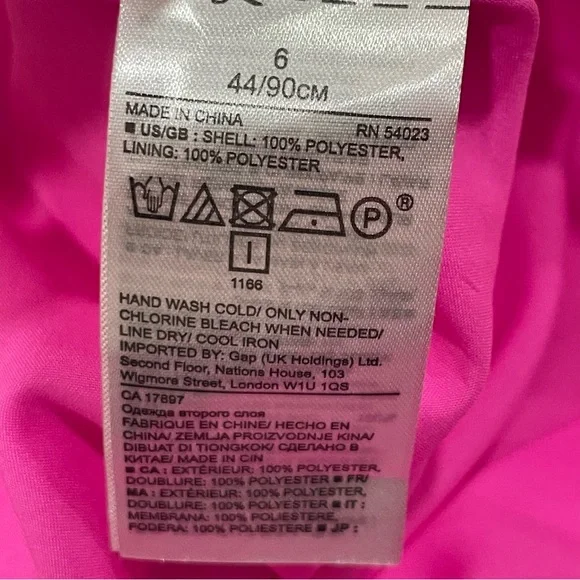 6
44/90CM
MADE IN CHINA RN 54023
■ US/GB : SHELL: 100% POLYESTER,
LINING: 100% POLYESTER
P ®
I
1166
HAND WASH COLD/ ONLY NON-
CHLORINE BLEACH WHEN NEEDED/
LINE DRY/ COOL IRON
IMPORTED BY: Gap (UK Holdings) Ltd.
Second Floor, Nations House, 103
Wigmore Street, London W1U 1QS
CA 17897
Одежда второго слоя
FABRIQUE EN CHINE/ HECHO EN
CHINA/ ZEMLJA PROIZVODNJE KINA/
DIBUAT DI TIONGKOK/ СДЕЛАНО В
КИТАЕ/ MADE IN CIN
■ CA : EXTÉRIEUR: 100% POLYESTER,
DOUBLURE: 100% POLYESTER ■ FR/
MA : EXTÉRIEUR: 100% POLYESTER,
DOUBLURE: 100% POLYESTER ■ IT :
MEMBRANA: 100% POLIESTERE,
FODERA: 100% POLIESTERE ■ JP :